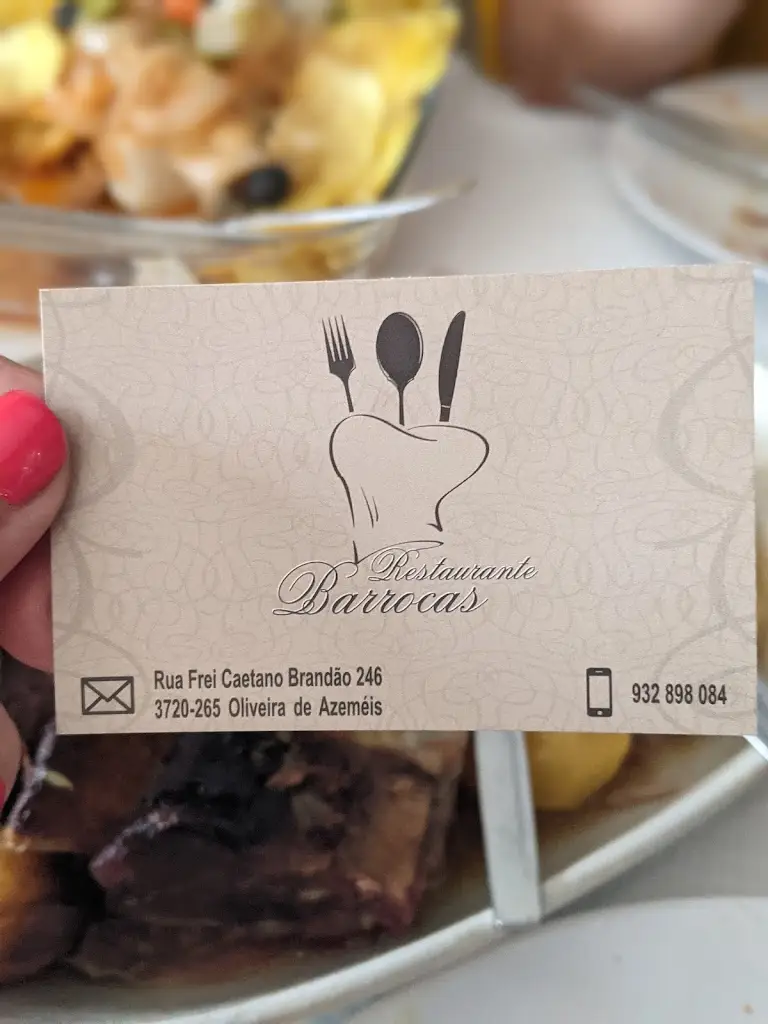 Restaurante
Barrocas
Rua Frei Caetano Brandão 246
3720-265 Oliveira de Azeméis
932 898 084